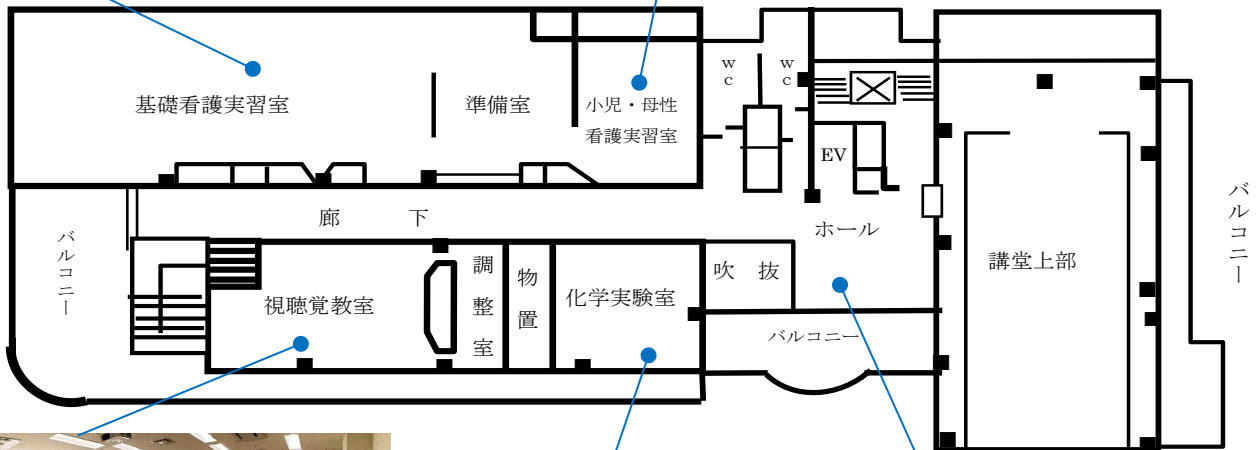 基礎看護実習室
準備室
小児・母性
看護実習室
wc
wc
EV
廊　下
ホール
バルコニー
視聴覚教室
調整室
物置
化学実験室
吹　抜
バルコニー
講堂上部
バルコニー